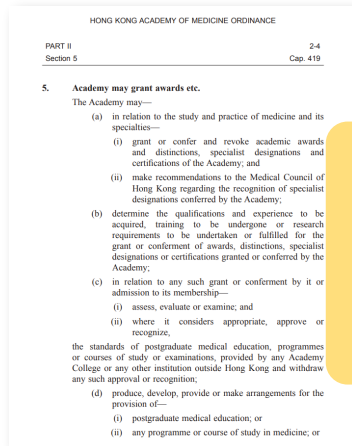 HONG KONG ACADEMY OF MEDICINE ORDINANCE
PART II 2-4
Section 5 Cap. 419
5. Academy may grant awards etc.
The Academy may—
(a) in relation to the study and practice of medicine and its
specialties—
(i) grant or confer and revoke academic awards
and distinctions, specialist designations and
certifications of the Academy; and
(ii) make recommendations to the Medical Council of
Hong Kong regarding the recognition of specialist
designations conferred by the Academy;
(b) determine the qualifications and experience to be
acquired, training to be undergone or research
requirements to be undertaken or fulfilled for the
grant or conferment of awards, distinctions, specialist
designations or certifications granted or conferred by the
Academy;
(c) in relation to any such grant or conferment by it or
admission to its membership—
(i) assess, evaluate or examine; and
(ii) where it considers appropriate, approve or
recognize,
the standards of postgraduate medical education, programmes
or courses of study or examinations, provided by any Academy
College or any other institution outside Hong Kong and withdraw
any such approval or recognition;
(d) produce, develop, provide or make arrangements for the
provision of—
(i) postgraduate medical education; or
(ii) any programme or course of study in medicine; or